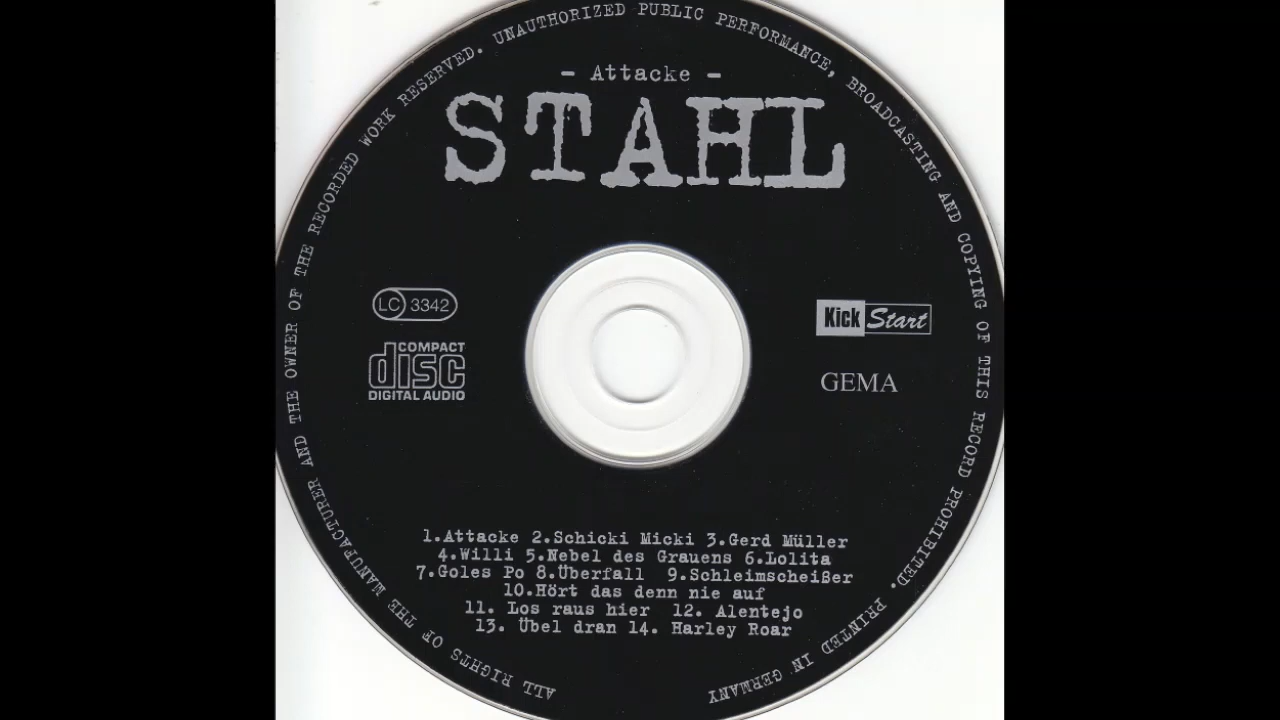 - Attacke -
STAHL
LC 3342
COMPACT
disc
DIGITAL AUDIO
Kick Start
GEMA
1.Attacke 2.Schicki Micki 3.Gerd Müller
4.Willi 5.Nebel des Grauens 6.Lolita
7.Goles Po 8.Überfall 9.Schleimscheißer
10.Hört das denn nie auf
11. Los raus hier 12. Alentejo
13. Übel dran 14. Harley Roar
ALL RIGHTS OF THE MANUFACTURER AND THE OWNER OF THE RECORDED WORK RESERVED. UNAUTHORIZED PUBLIC PERFORMANCE, BROADCASTING AND COPYING OF THIS RECORD PROHIBITED. PRINTED IN GERMANY